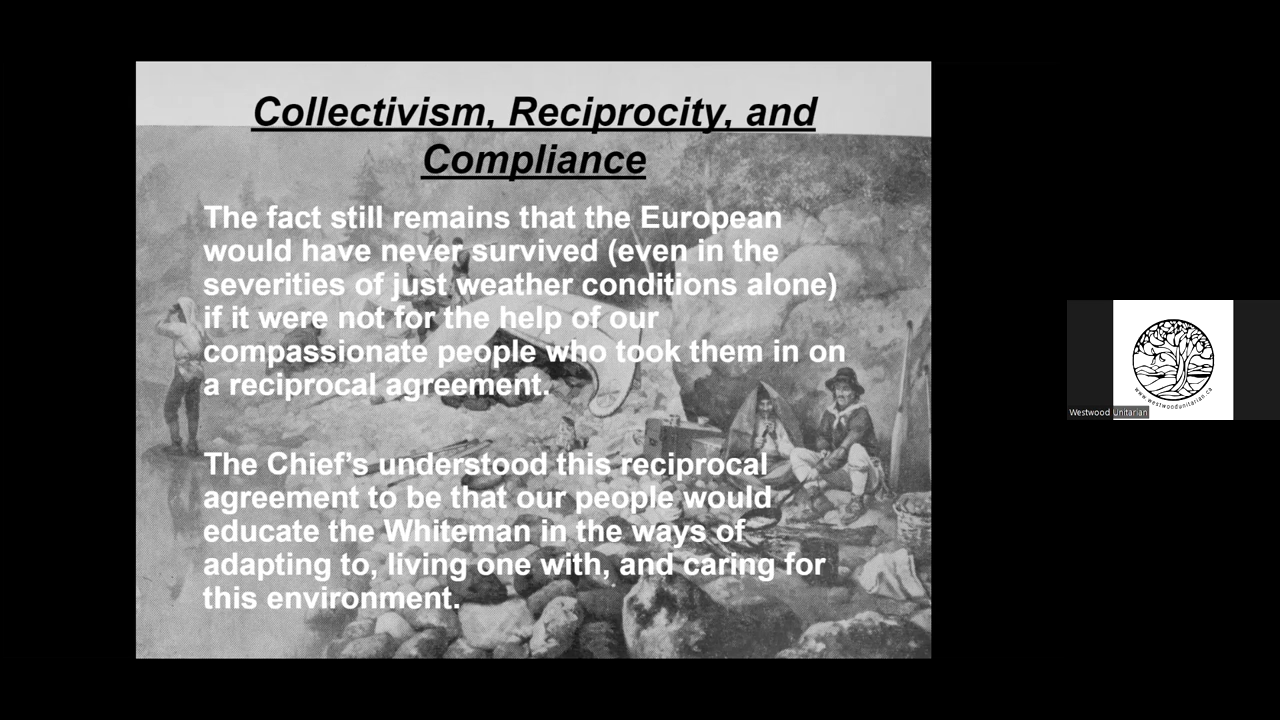 Collectivism, Reciprocity, and
Compliance
The fact still remains that the European
would have never survived (even in the
severities of just weather conditions alone)
if it were not for the help of our
compassionate people who took them in on
a reciprocal agreement.
The Chief’s understood this reciprocal
agreement to be that our people would
educate the Whiteman in the ways of
adapting to, living one with, and caring for
this environment.
www.westwoodunitarian.ca
Westwood Unitarian